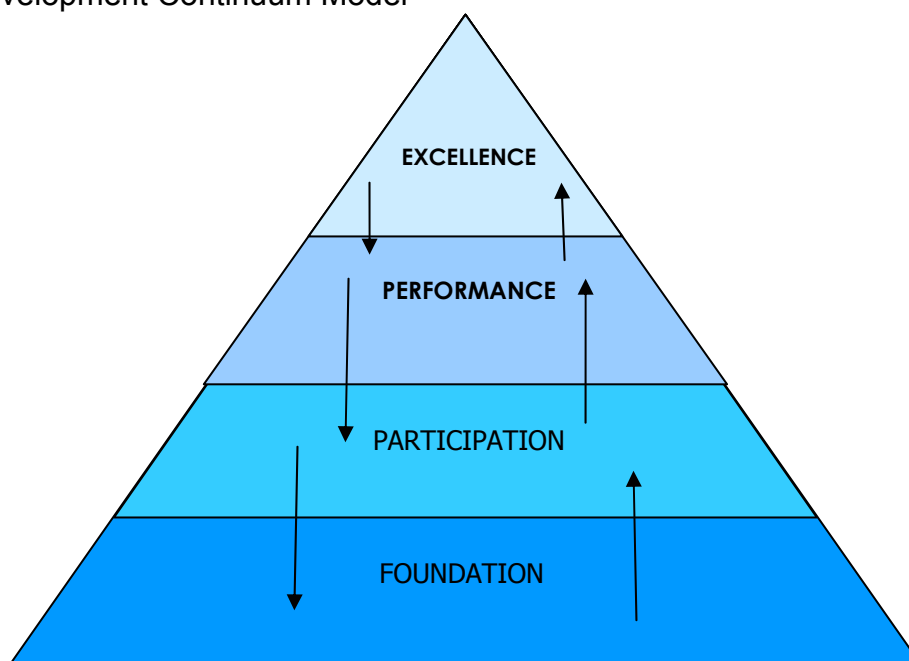 velopment Continuum Model
EXCELLENCE
PERFORMANCE
PARTICIPATION
FOUNDATION